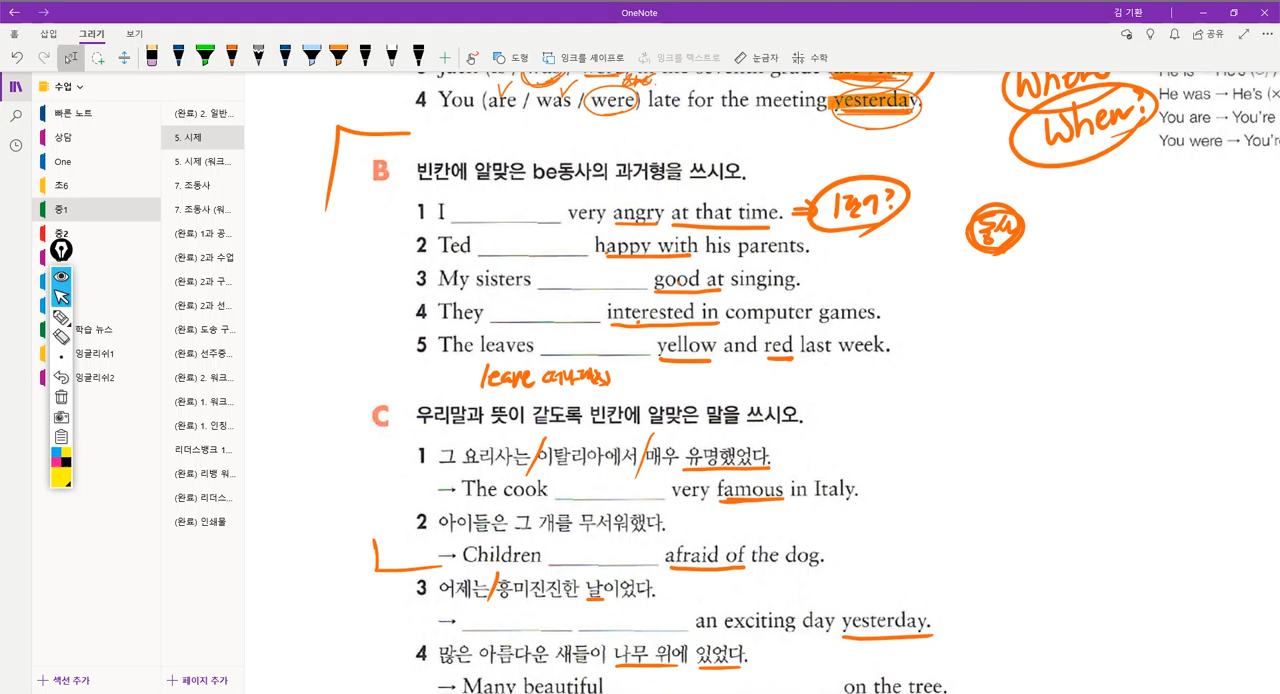 OneNote
김 기환
홈 삽입 그리기 보기
공유
도형
잉크를 셰이프로
잉크를 텍스트로
눈금자
수학
수업
빠른 노트
상담
One
초6
중1
중2
학습 뉴스
잉글리쉬1
잉글리쉬2
섹션 추가
(완료) 2. 일반...
5. 시제
5. 시제 (워크...
7. 조동사
7. 조동사 (워...
(완료) 1과 공...
(완료) 2과 수업
(완료) 2과 구...
(완료) 2과 선...
(완료) 도송 구...
(완료) 선주중...
(완료) 2. 워크...
(완료) 1. 워크...
(완료) 1. 인칭...
리더스뱅크 1...
(완료) 리뱅 워...
(완료) 리더스...
(완료) 인쇄물
페이지 추가
4 You (are / was / were) late for the meeting yesterday.
When?
When?
He was → He's (×
You are → You're
You were → You'r
B 빈칸에 알맞은 be동사의 과거형을 쓰시오.
1 I __________ very angry at that time. ⇒
2 Ted __________ happy with his parents.
3 My sisters __________ good at singing.
4 They __________ interested in computer games.
5 The leaves __________ yellow and red last week.
leave
C 우리말과 뜻이 같도록 빈칸에 알맞은 말을 쓰시오.
1 그 요리사는 / 이탈리아에서 / 매우 유명했었다.
→ The cook __________ very famous in Italy.
2 아이들은 그 개를 무서워했다.
→ Children __________ afraid of the dog.
3 어제는 / 흥미진진한 날이었다.
→ __________ __________ an exciting day yesterday.
4 많은 아름다운 새들이 나무 위에 있었다.
→ Many beautiful __________ __________ on the tree.